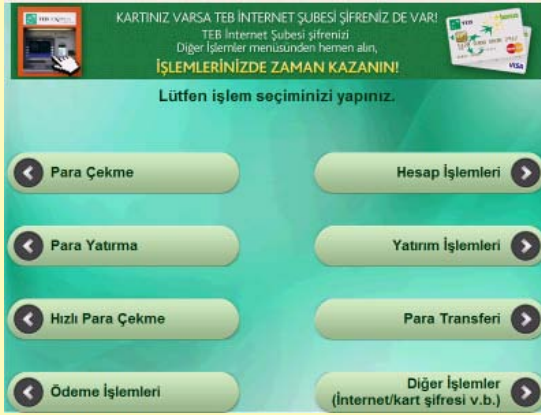 KARTINIZ VARSA TEB İNTERNET ŞUBESİ ŞİFRENİZ DE VAR!
TEB İnternet Şubesi şifrenizi
Diğer İşlemler menüsünden hemen alın,
İŞLEMLERİNİZDE ZAMAN KAZANIN!
Lütfen işlem seçiminizi yapınız.
Para Çekme
Hesap İşlemleri
Para Yatırma
Yatırım İşlemleri
Hızlı Para Çekme
Para Transferi
Ödeme İşlemleri
Diğer İşlemler
(İnternet/kart şifresi v.b.)